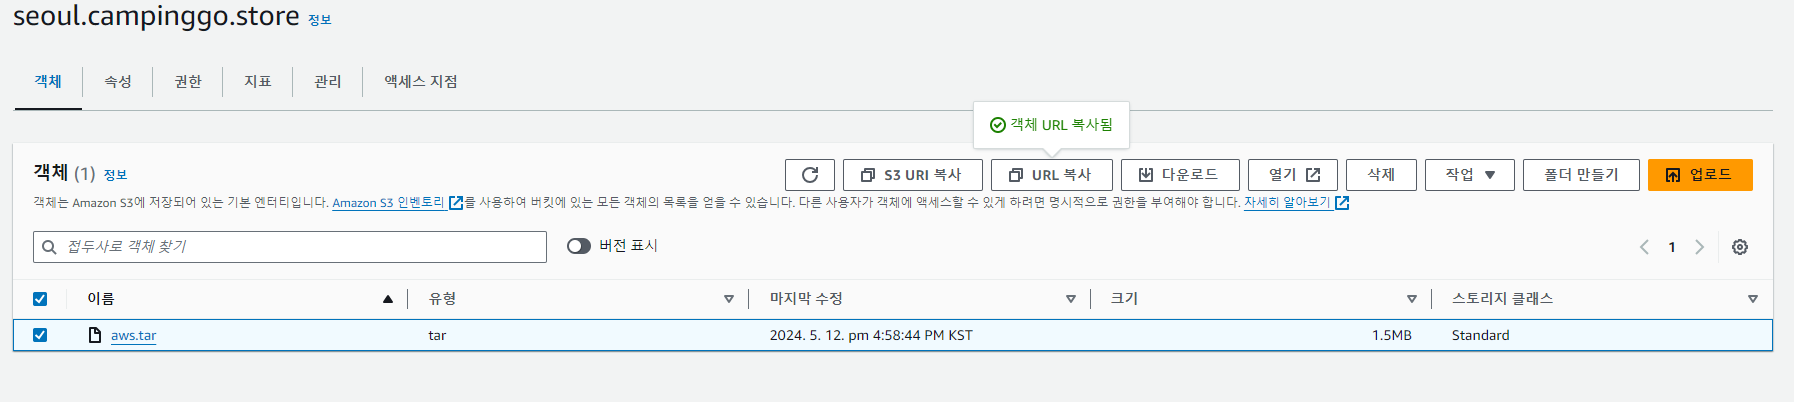 seoul.campinggo.store 정보
객체 속성 권한 지표 관리 액세스 지점
객체 URL 복사됨
객체 (1) 정보
S3 URI 복사 URL 복사 다운로드 열기 삭제 작업 폴더 만들기 업로드
객체는 Amazon S3에 저장되어 있는 기본 엔터티입니다. Amazon S3 인벤토리를 사용하여 버킷에 있는 모든 객체의 목록을 얻을 수 있습니다. 다른 사용자가 객체에 액세스할 수 있게 하려면 명시적으로 권한을 부여해야 합니다. 자세히 알아보기
접두사로 객체 찾기 버전 표시 1
이름 유형 마지막 수정 크기 스토리지 클래스
aws.tar tar 2024. 5. 12. pm 4:58:44 PM KST 1.5MB Standard